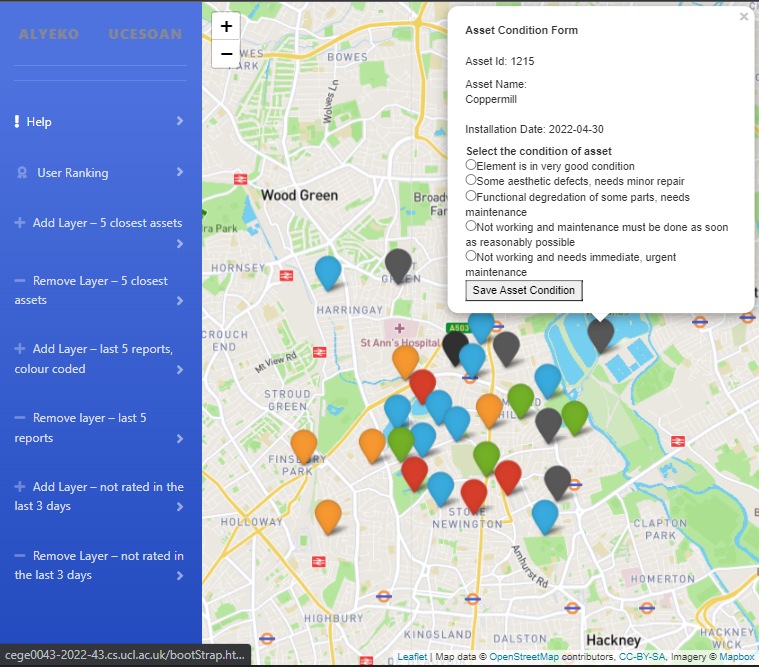 ALYEKO UCESOAN
Help
User Ranking
Add Layer – 5 closest assets
Remove Layer – 5 closest
assets
Add Layer – last 5 reports,
colour coded
Remove layer – last 5
reports
Add Layer – not rated in the
last 3 days
Remove Layer – not rated in
the last 3 days
cege0043-2022-43.cs.ucl.ac.uk/bootStrap.ht...
+
−
Asset Condition Form
×
Asset Id: 1215
Asset Name:
Coppermill
Installation Date: 2022-04-30
Select the condition of asset
Element is in very good condition
Some aesthetic defects, needs minor repair
Functional degredation of some parts, needs
maintenance
Not working and maintenance must be done as soon
as reasonably possible
Not working and needs immediate, urgent
maintenance
Save Asset Condition
BOWES
PARK
BOWES
Wolves Ln
Wood Green
Broadw
Far
ra Park
HORNSEY
GREEN
HARRINGAY
CROUCH
END
A503
St Ann's Hospital
Mt View Rd
STROUD
GREEN
FINSBURY
PARK
HOLLOWAY
STOKE
NEWINGTON
CLAPTON
PARK
Amhurst Rd
HOMERTON
HIGHBURY
KINGSLAND
DALSTON
Hackney
HACKNEY
WICK
Leaflet | Map data © OpenStreetMap contributors, CC-BY-SA, Imagery © Mapbox